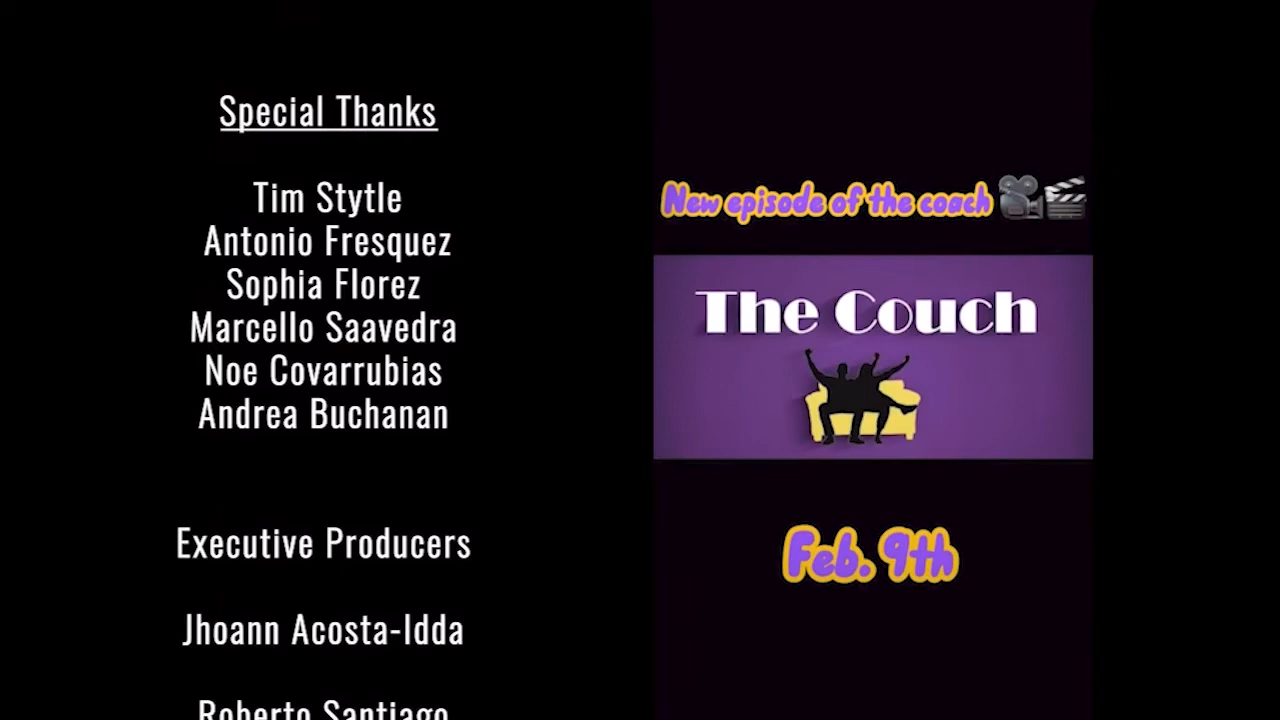 Special Thanks
Tim Stytle
Antonio Fresquez
Sophia Florez
Marcello Saavedra
Noe Covarrubias
Andrea Buchanan
Executive Producers
Jhoann Acosta-Idda
Roberto Santiago
New episode of the coach
The Couch
Feb. 9th